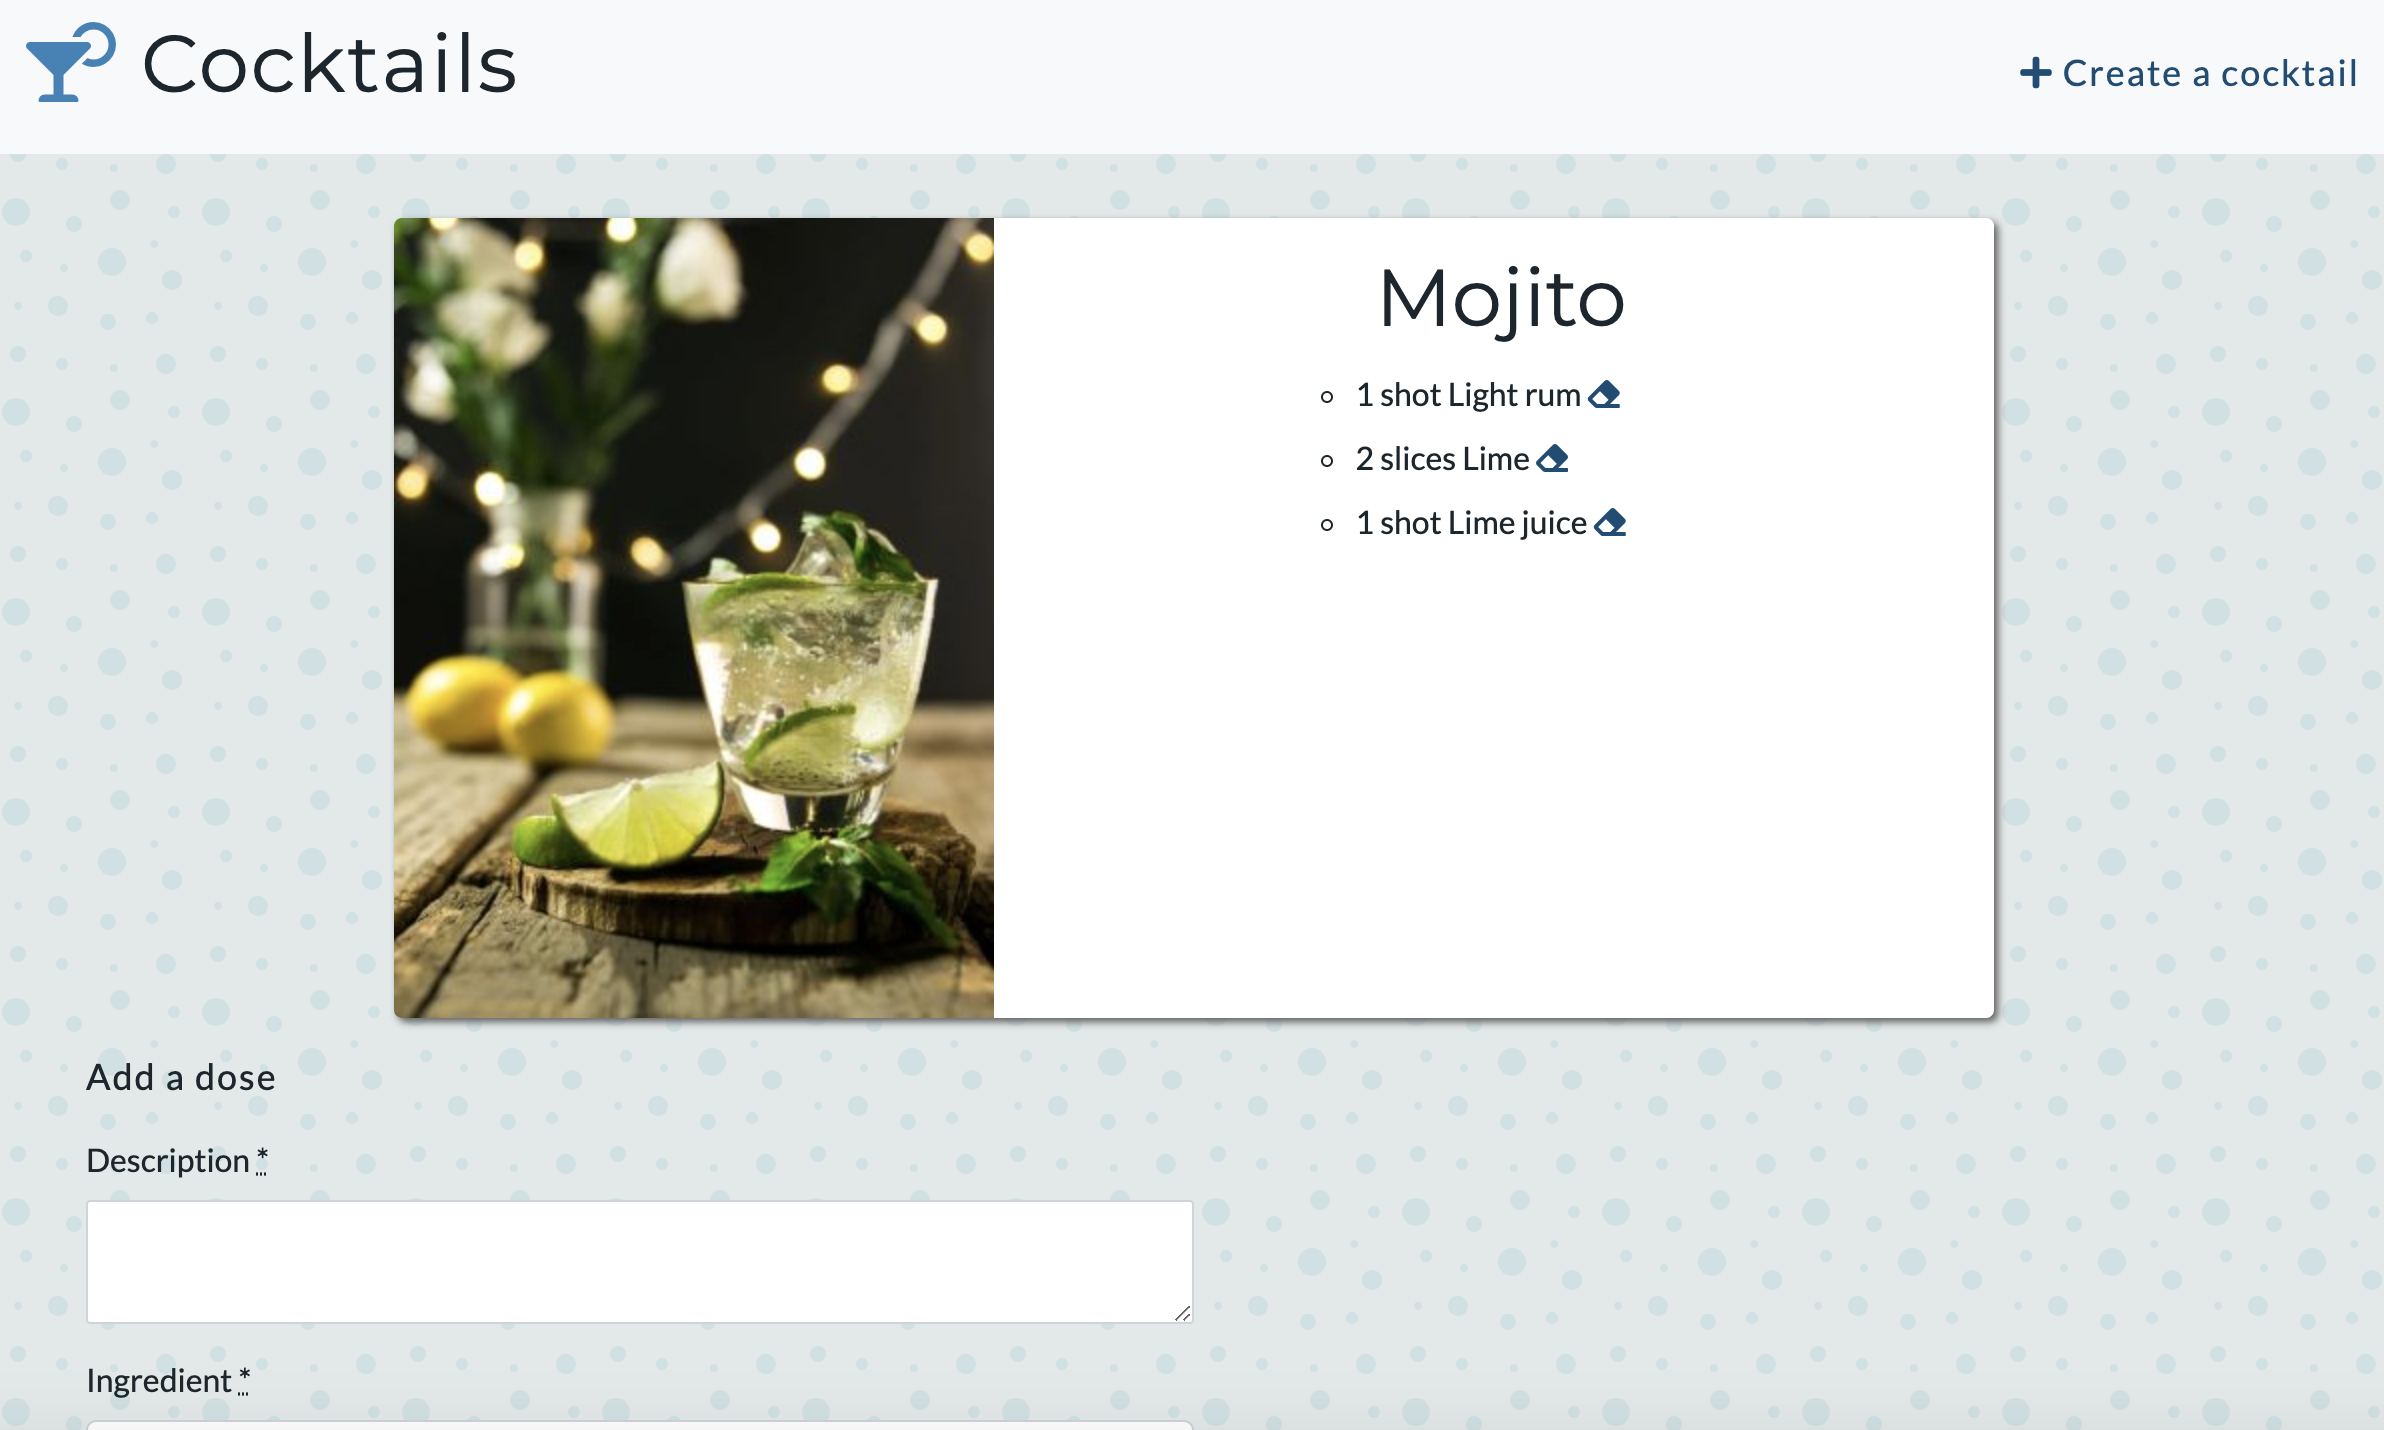 Cocktails
Create a cocktail
Mojito
1 shot Light rum
2 slices Lime
1 shot Lime juice
Add a dose
Description *
Ingredient *